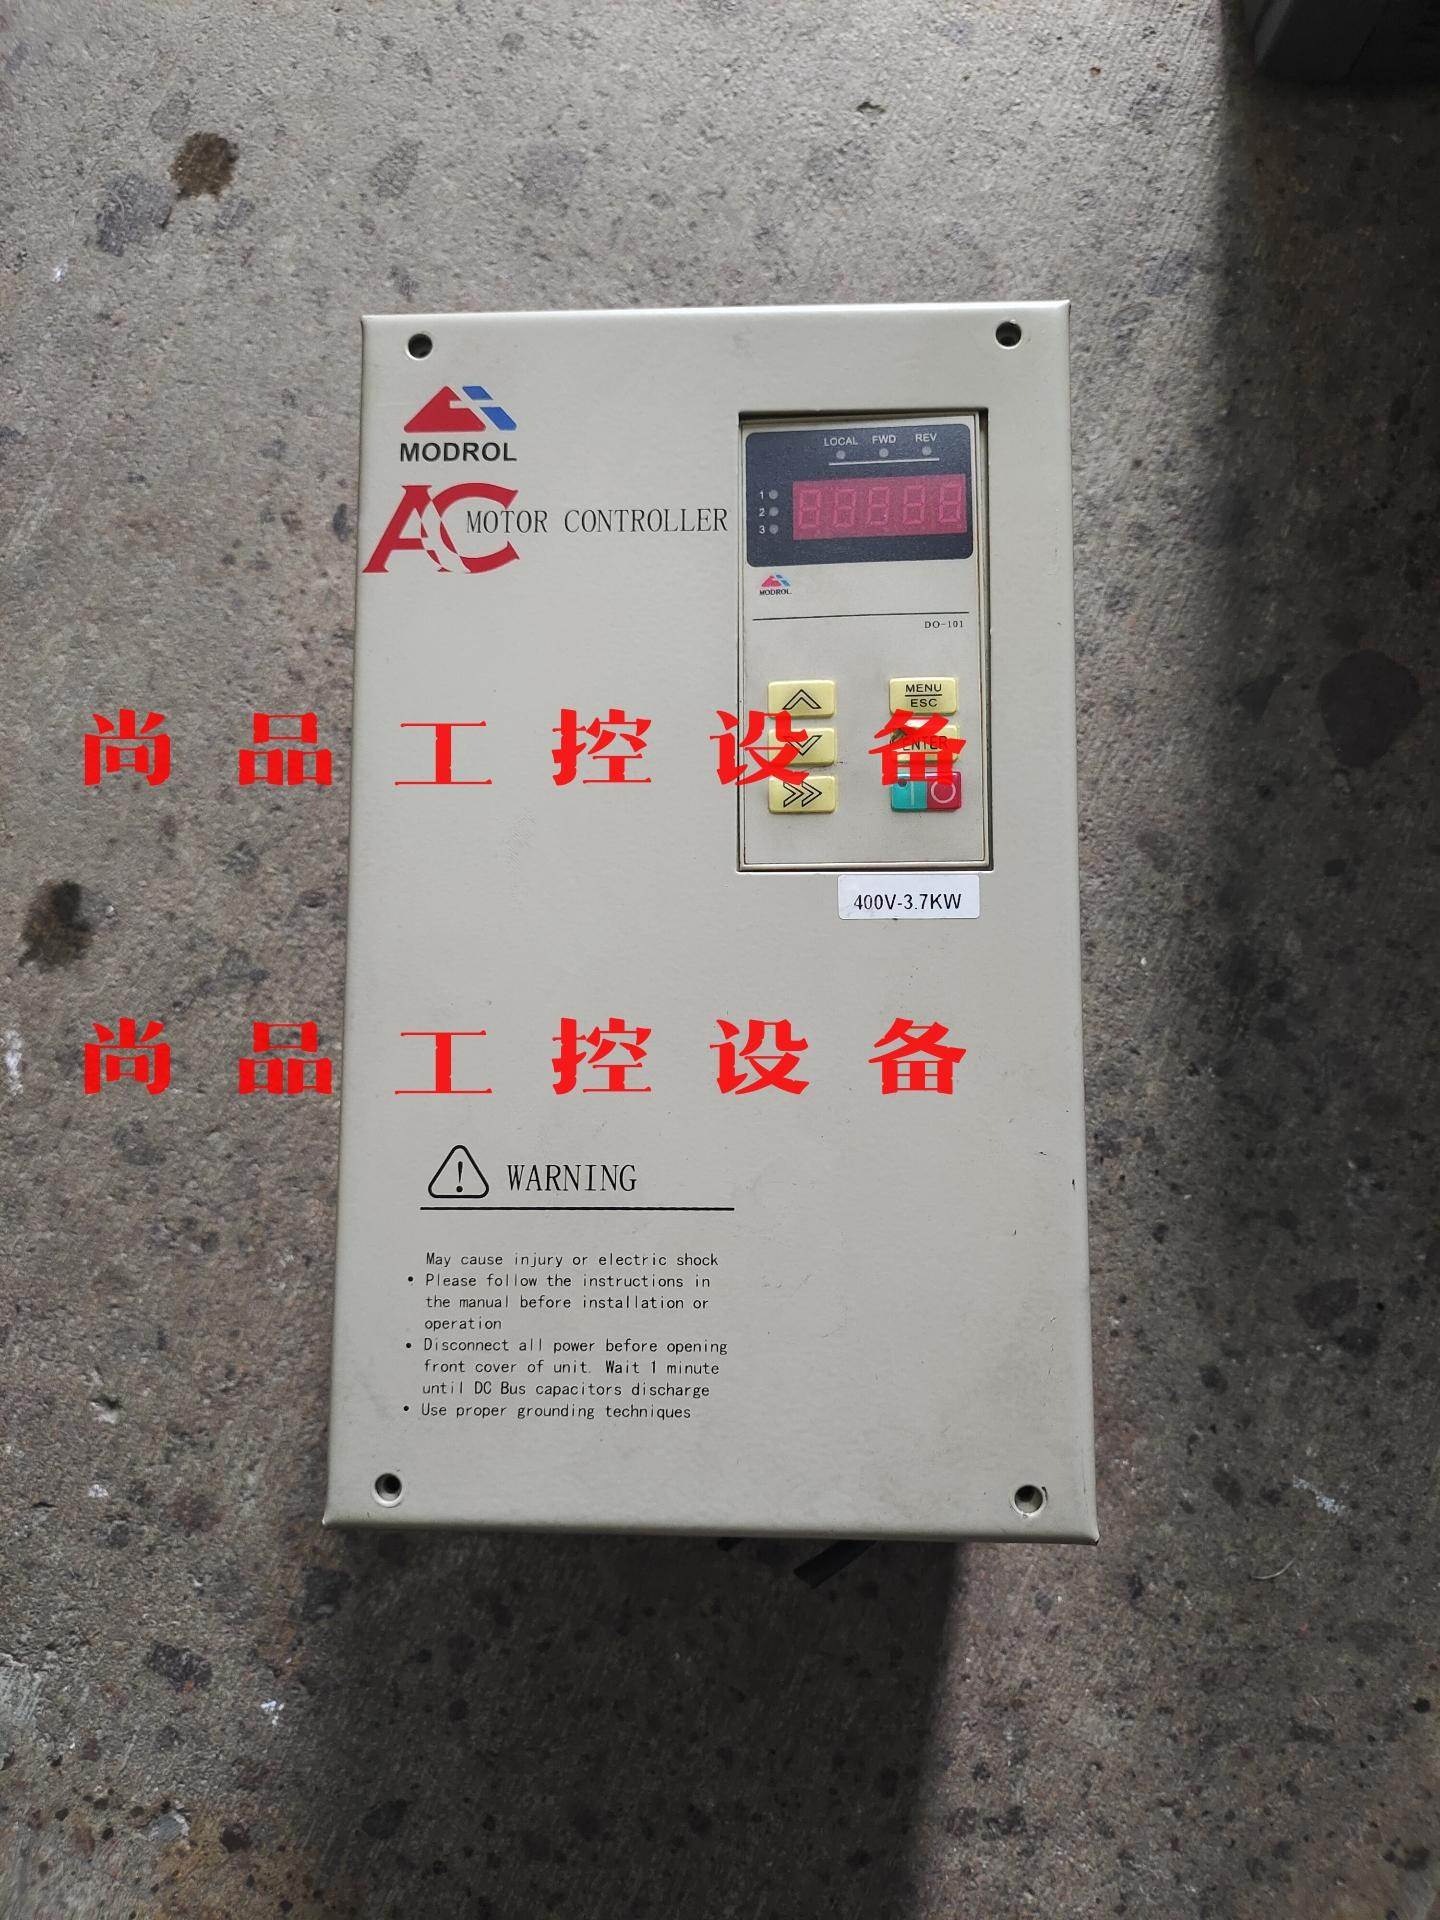 MODROL
AC MOTOR CONTROLLER
LOCAL FWD REV
1
2
3
MODROL
DO-101
MENU
ESC
ENTER
尚品工控设备
400V-3.7KW
尚品工控设备
WARNING
May cause injury or electric shock
• Please follow the instructions in
the manual before installation or
operation
• Disconnect all power before opening
front cover of unit. Wait 1 minute
until DC Bus capacitors discharge
• Use proper grounding techniques